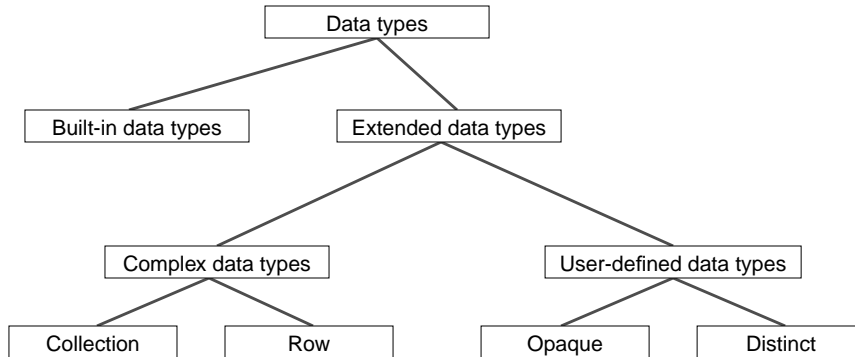 Data types
Built-in data types
Extended data types
Complex data types
User-defined data types
Collection
Row
Opaque
Distinct